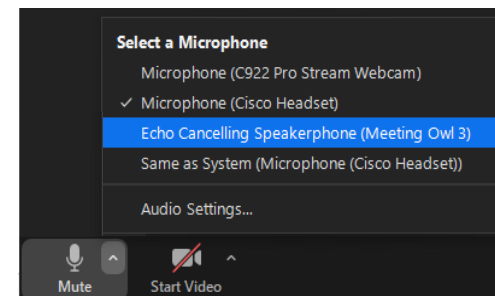 Select a Microphone
Microphone (C922 Pro Stream Webcam)
Microphone (Cisco Headset)
Echo Cancelling Speakerphone (Meeting Owl 3)
Same as System (Microphone (Cisco Headset))
Audio Settings...
Mute Start Video